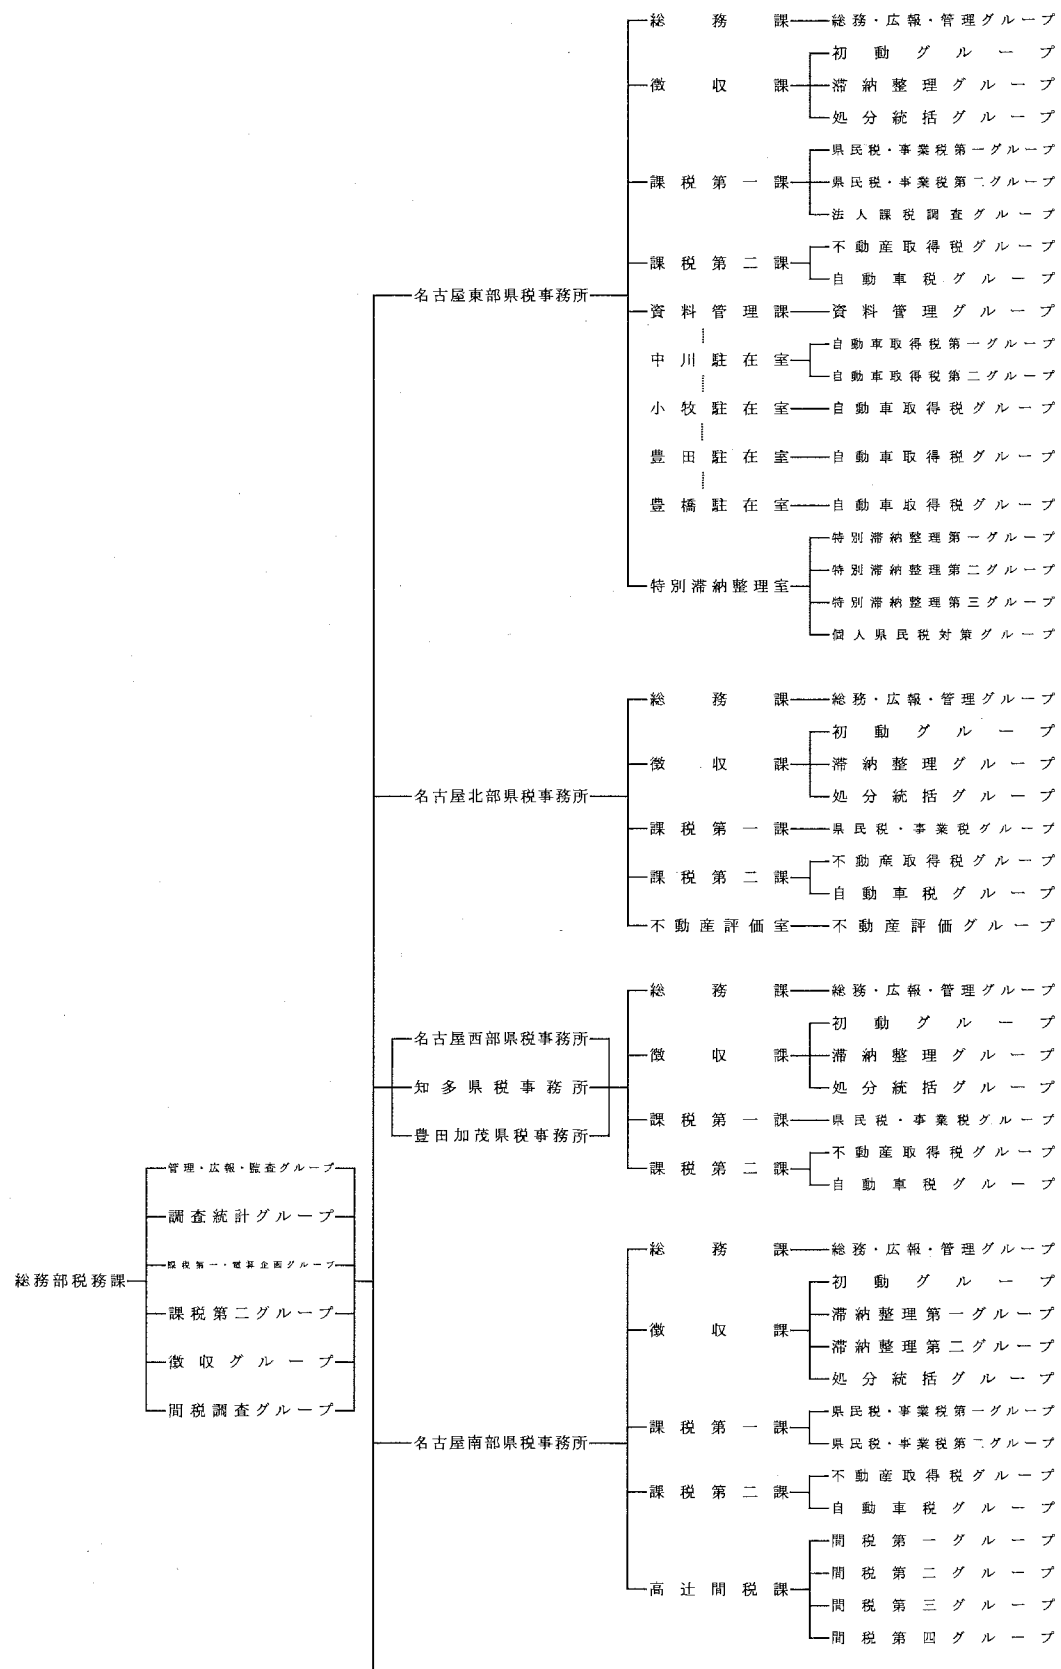 総務課
総務・広報・管理グループ
徴収課
初動グループ
滞納整理グループ
処分統括グループ
課税第一課
県民税・事業税第一グループ
県民税・事業税第二グループ
法人課税調査グループ
課税第二課
不動産取得税グループ
自動車税グループ
名古屋東部県税事務所
資料管理課
資料管理グループ
中川駐在室
自動車取得税第一グループ
自動車取得税第二グループ
小牧駐在室
自動車取得税グループ
豊田駐在室
自動車取得税グループ
豊橋駐在室
自動車取得税グループ
特別滞納整理室
特別滞納整理第一グループ
特別滞納整理第二グループ
特別滞納整理第三グループ
個人県民税対策グループ
名古屋北部県税事務所
総務課
総務・広報・管理グループ
徴収課
初動グループ
滞納整理グループ
処分統括グループ
課税第一課
県民税・事業税グループ
課税第二課
不動産取得税グループ
自動車税グループ
不動産評価室
不動産評価グループ
名古屋西部県税事務所
知多県税事務所
豊田加茂県税事務所
総務課
総務・広報・管理グループ
徴収課
初動グループ
滞納整理グループ
処分統括グループ
課税第一課
県民税・事業税グループ
課税第二課
不動産取得税グループ
自動車税グループ
総務部税務課
管理・広報・監査グループ
調査統計グループ
課税第一・電算企画グループ
課税第二グループ
徴収グループ
間税調査グループ
名古屋南部県税事務所
総務課
総務・広報・管理グループ
徴収課
初動グループ
滞納整理第一グループ
滞納整理第二グループ
処分統括グループ
課税第一課
県民税・事業税第一グループ
県民税・事業税第二グループ
課税第二課
不動産取得税グループ
自動車税グループ
高辻間税課
間税第一グループ
間税第二グループ
間税第三グループ
間税第四グループ